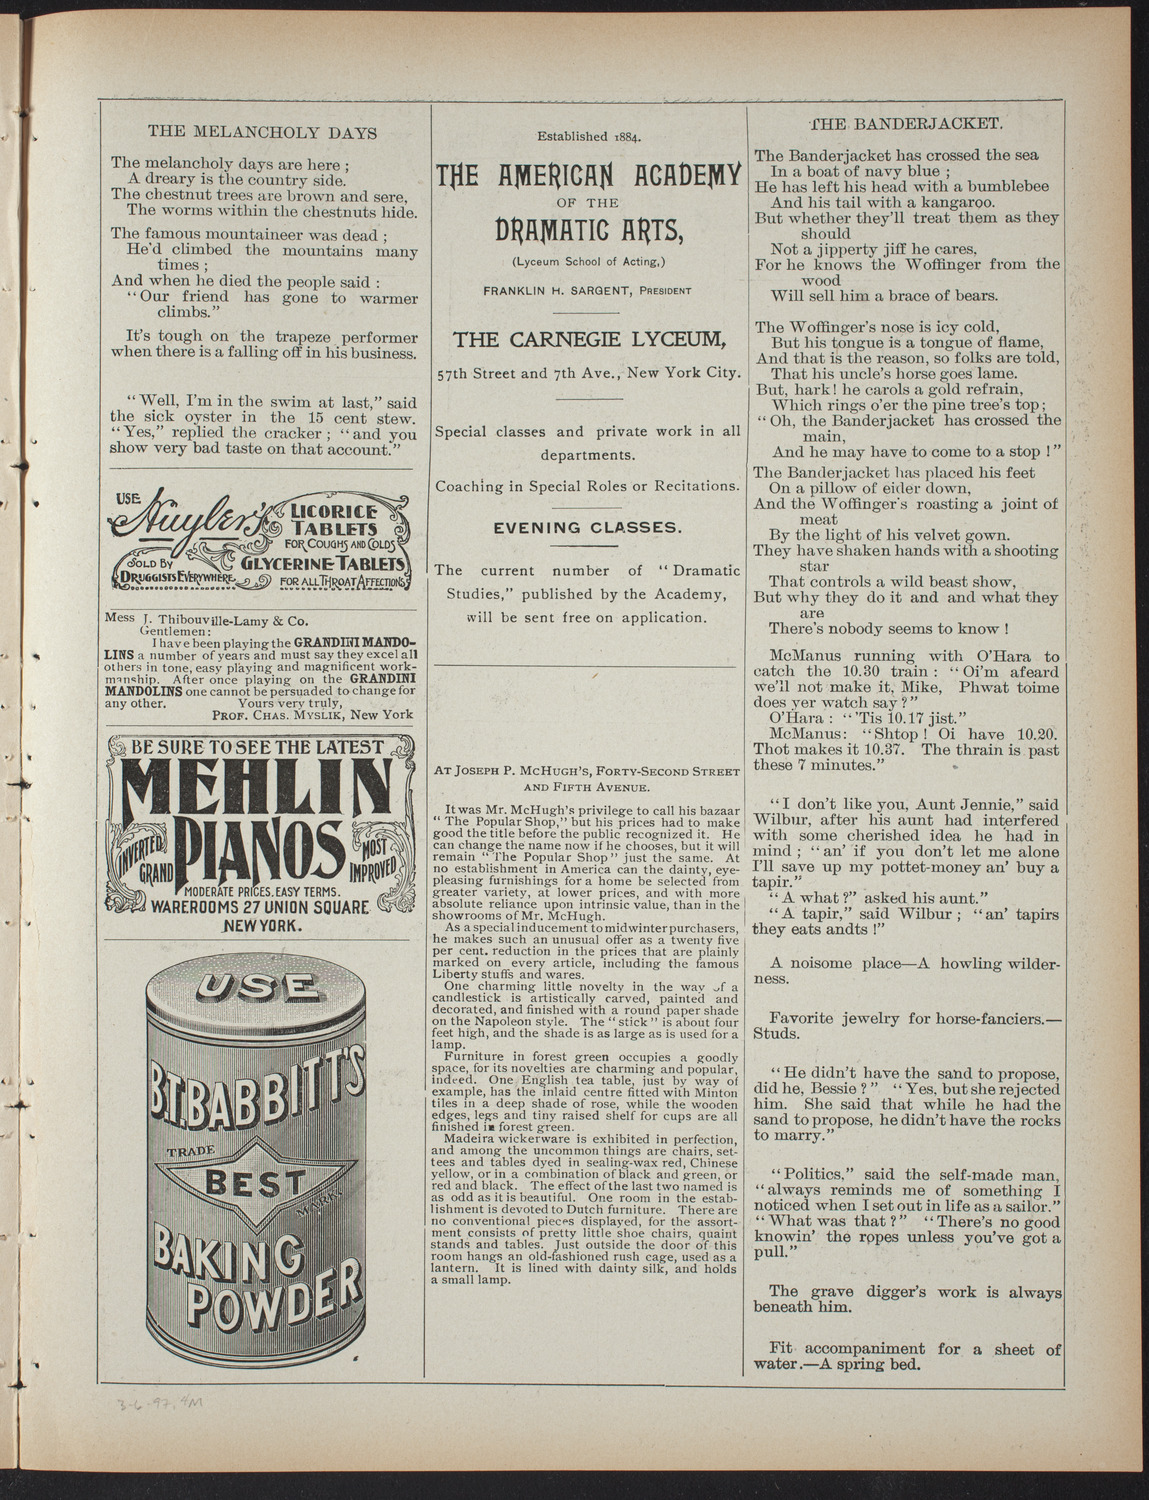 THE MELANCHOLY DAYS
The melancholy days are here ;
A dreary is the country side.
The chestnut trees are brown and sere,
The worms within the chestnuts hide.
The famous mountaineer was dead ;
He'd climbed the mountains many
times ;
And when he died the people said :
"Our friend has gone to warmer
climbs."
It's tough on the trapeze performer
when there is a falling off in his business.
"Well, I'm in the swim at last," said
the sick oyster in the 15 cent stew.
"Yes," replied the cracker ; "and you
show very bad taste on that account."
USE
Huyler's
LICORICE
TABLETS
FOR COUGHS AND COLDS
SOLD BY
DRUGGISTS EVERYWHERE
GLYCERINE TABLETS
FOR ALL THROAT AFFECTIONS
Mess J. Thibouville-Lamy & Co.
Gentlemen:
I have been playing the GRANDINI MANDO-
LINS a number of years and must say they excel all
others in tone, easy playing and magnificent work-
manship. After once playing on the GRANDINI
MANDOLINS one cannot be persuaded to change for
any other. Yours very truly,
PROF. CHAS. MYSLIK, New York
BE SURE TO SEE THE LATEST
MEHLIN
PIANOS
INVERTED
GRAND
MOST
IMPROVED
MODERATE PRICES. EASY TERMS.
WAREROOMS 27 UNION SQUARE
NEW YORK.
USE
B.T. BABBITT'S
TRADE
BEST
MARK
BAKING
POWDER
Established 1884.
THE AMERICAN ACADEMY
OF THE
DRAMATIC ARTS,
(Lyceum School of Acting,)
FRANKLIN H. SARGENT, PRESIDENT
THE CARNEGIE LYCEUM,
57th Street and 7th Ave., New York City.
Special classes and private work in all
departments.
Coaching in Special Roles or Recitations.
EVENING CLASSES.
The current number of "Dramatic
Studies," published by the Academy,
will be sent free on application.
AT JOSEPH P. MCHUGH'S, FORTY-SECOND STREET
AND FIFTH AVENUE.
It was Mr. McHugh's privilege to call his bazaar
"The Popular Shop," but his prices had to make
good the title before the public recognized it. He
can change the name now if he chooses, but it will
remain "The Popular Shop" just the same. At
no establishment in America can the dainty, eye-
pleasing furnishings for a home be selected from
greater variety, at lower prices, and with more
absolute reliance upon intrinsic value, than in the
showrooms of Mr. McHugh.
As a special inducement to midwinter purchasers,
he makes such an unusual offer as a twenty five
per cent. reduction in the prices that are plainly
marked on every article, including the famous
Liberty stuffs and wares.
One charming little novelty in the way of a
candlestick is artistically carved, painted and
decorated, and finished with a round paper shade
on the Napoleon style. The "stick" is about four
feet high, and the shade is as large as is used for a
lamp.
Furniture in forest green occupies a goodly
space, for its novelties are charming and popular,
indeed. One English tea table, just by way of
example, has the inlaid centre fitted with Minton
tiles in a deep shade of rose, while the wooden
edges, legs and tiny raised shelf for cups are all
finished in forest green.
Madeira wickerware is exhibited in perfection,
and among the uncommon things are chairs, set-
tees and tables dyed in sealing-wax red, Chinese
yellow, or in a combination of black and green, or
red and black. The effect of the last two named is
as odd as it is beautiful. One room in the estab-
lishment is devoted to Dutch furniture. There are
no conventional pieces displayed, for the assort-
ment consists of pretty little shoe chairs, quaint
stands and tables. Just outside the door of this
room hangs an old-fashioned rush cage, used as a
lantern. It is lined with dainty silk, and holds
a small lamp.
THE BANDERJACKET.
The Banderjacket has crossed the sea
In a boat of navy blue ;
He has left his head with a bumblebee
And his tail with a kangaroo.
But whether they'll treat them as they
should
Not a jipperty jiff he cares,
For he knows the Woffinger from the
wood
Will sell him a brace of bears.
The Woffinger's nose is icy cold,
But his tongue is a tongue of flame,
And that is the reason, so folks are told,
That his uncle's horse goes lame.
But, hark! he carols a gold refrain,
Which rings o'er the pine tree's top ;
"Oh, the Banderjacket has crossed the
main,
And he may have to come to a stop !"
The Banderjacket has placed his feet
On a pillow of eider down,
And the Woffinger's roasting a joint of
meat
By the light of his velvet gown.
They have shaken hands with a shooting
star
That controls a wild beast show,
But why they do it and and what they
are
There's nobody seems to know !
McManus running with O'Hara to
catch the 10.30 train : "Oi'm afeard
we'll not make it, Mike, Phwat toime
does yer watch say ?"
O'Hara : "'Tis 10.17 jist."
McManus: "Shtop ! Oi have 10.20.
Thot makes it 10.37. The thrain is past
these 7 minutes."
"I don't like you, Aunt Jennie," said
Wilbur, after his aunt had interfered
with some cherished idea he had in
mind ; "an' if you don't let me alone
I'll save up my pottet-money an' buy a
tapir."
"A what ?" asked his aunt."
"A tapir," said Wilbur ; "an' tapirs
they eats andts !"
A noisome place—A howling wilder-
ness.
Favorite jewelry for horse-fanciers.—
Studs.
"He didn't have the sand to propose,
did he, Bessie ?" "Yes, but she rejected
him. She said that while he had the
sand to propose, he didn't have the rocks
to marry."
"Politics," said the self-made man,
"always reminds me of something I
noticed when I set out in life as a sailor."
"What was that ?" "There's no good
knowin' the ropes unless you've got a
pull."
The grave digger's work is always
beneath him.
Fit accompaniment for a sheet of
water.—A spring bed.
3-6-97. 4M